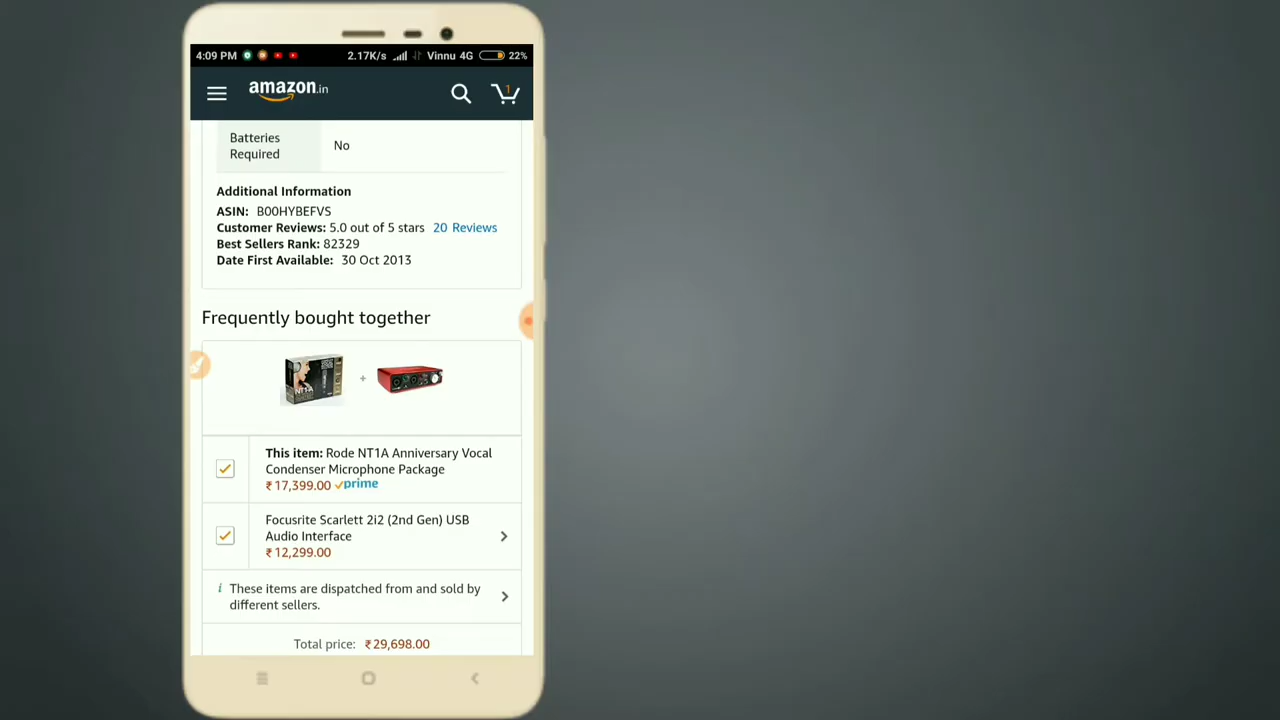 4:09 PM 2.17K/s Vinnu 4G 22%
amazon.in 1
Batteries
Required
No
Additional Information
ASIN: B00HYBEFVS
Customer Reviews: 5.0 out of 5 stars 20 Reviews
Best Sellers Rank: 82329
Date First Available: 30 Oct 2013
Frequently bought together
NT1A
+
This item: Rode NT1A Anniversary Vocal
Condenser Microphone Package
₹ 17,399.00 prime
Focusrite Scarlett 2i2 (2nd Gen) USB
Audio Interface
₹ 12,299.00
i These items are dispatched from and sold by
different sellers.
Total price: ₹ 29,698.00